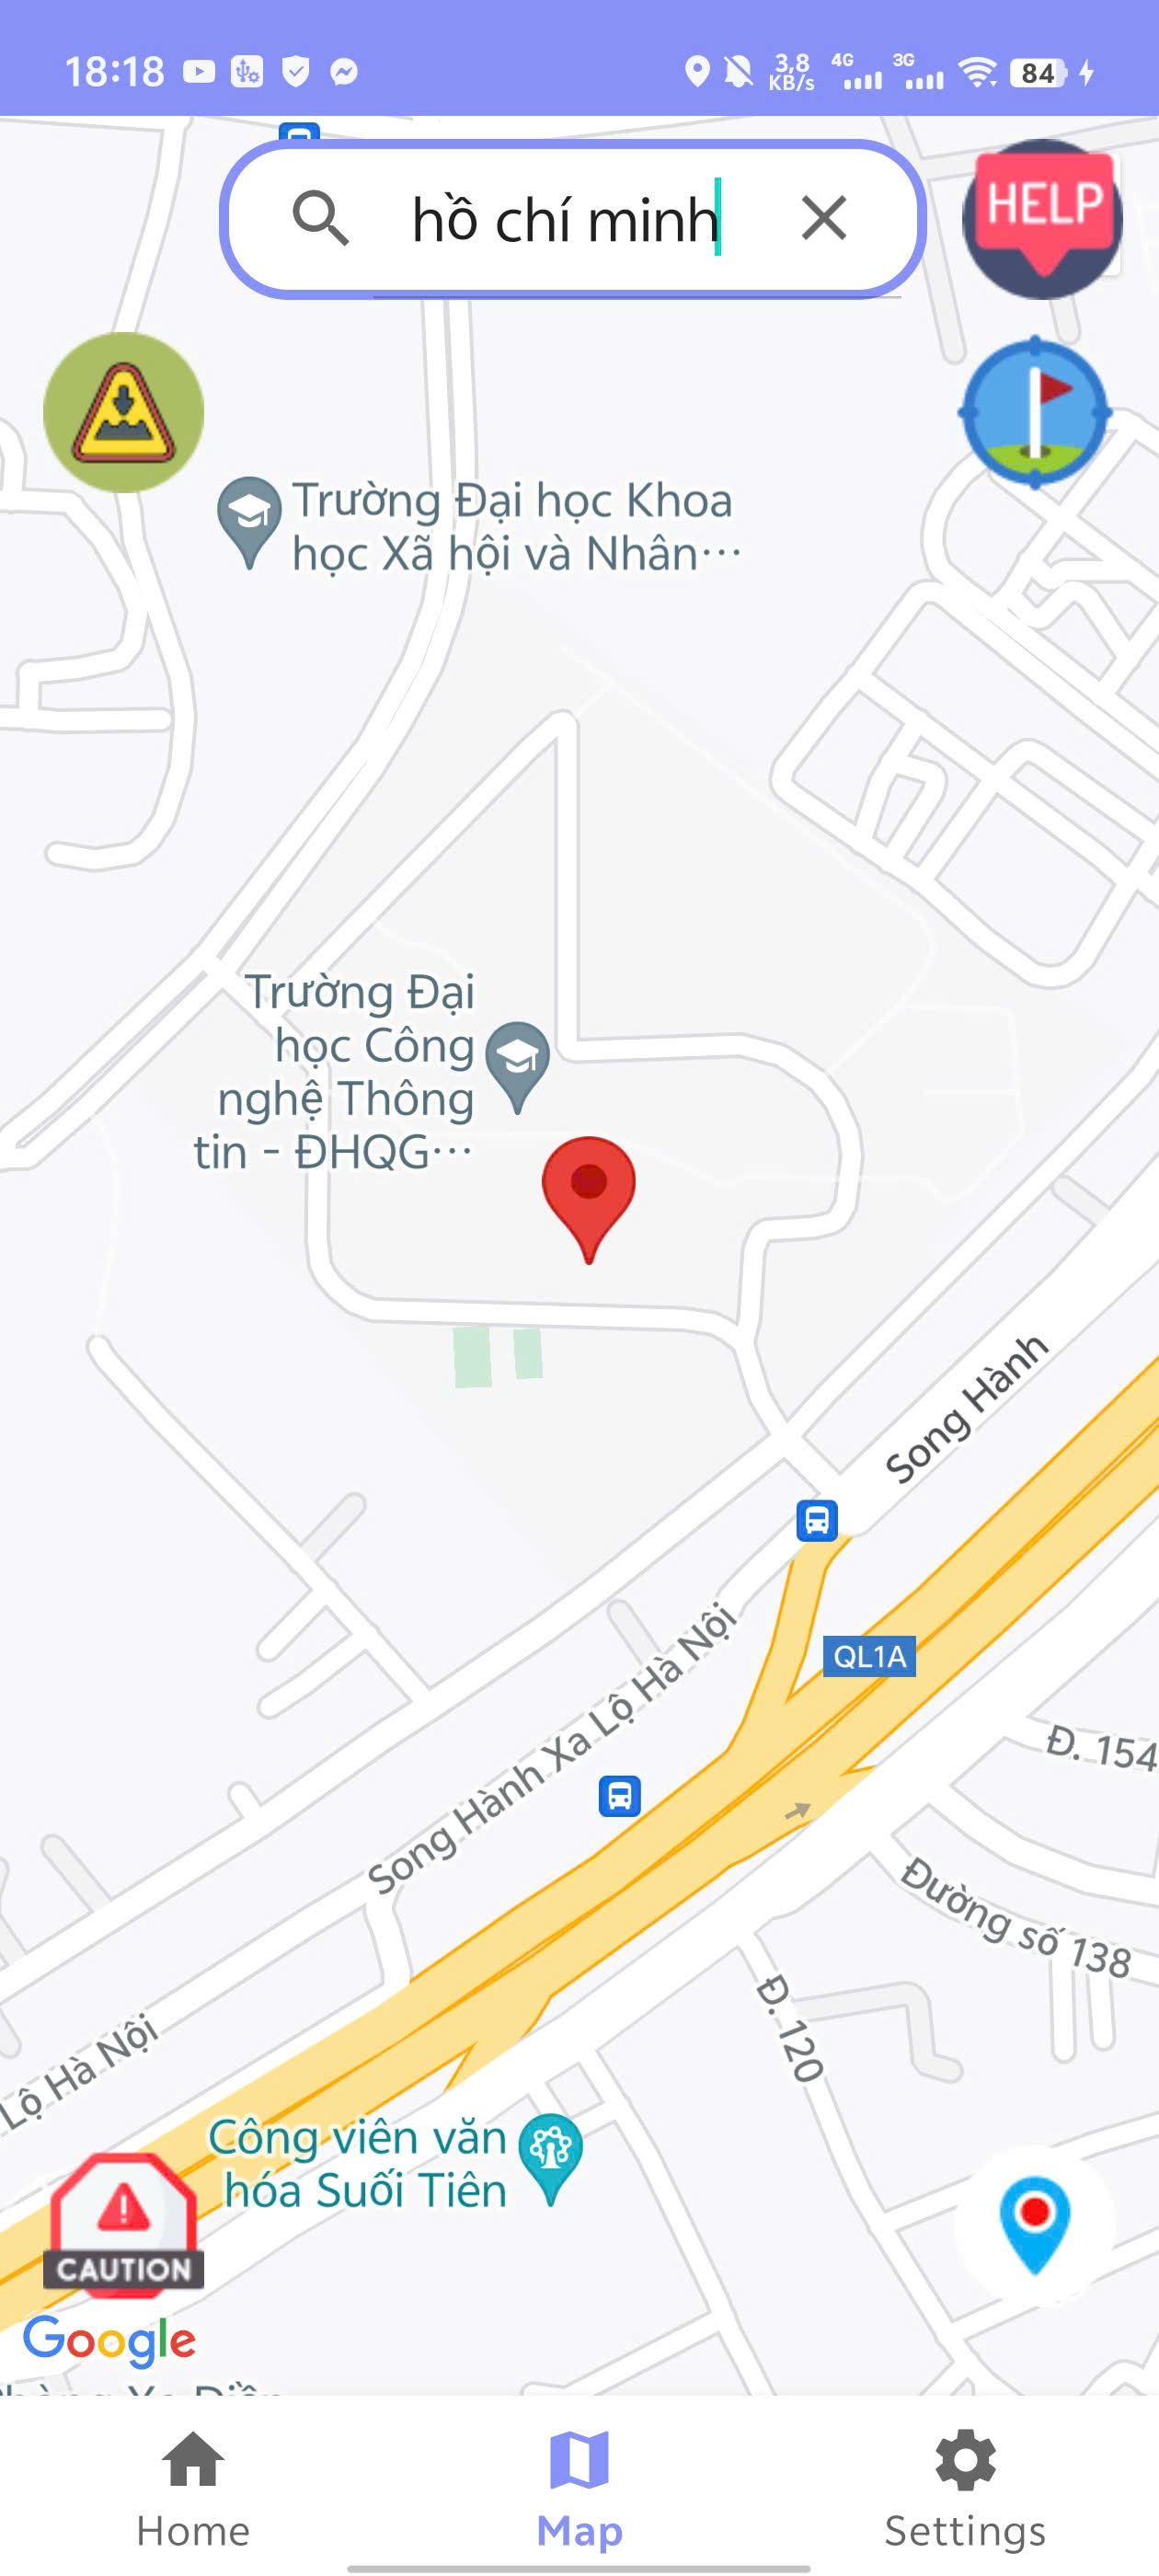 18:18
3,8
KB/s
4G
3G
84
hồ chí minh
HELP
Trường Đại học Khoa
học Xã hội và Nhân...
Trường Đại
học Công
nghệ Thông
tin - ĐHQG...
Song Hành
QL1A
Song Hành Xa Lộ Hà Nội
Đ. 154
Đường số 138
Đ. 120
Lộ Hà Nội
Công viên văn
hóa Suối Tiên
CAUTION
Google
Home
Map
Settings